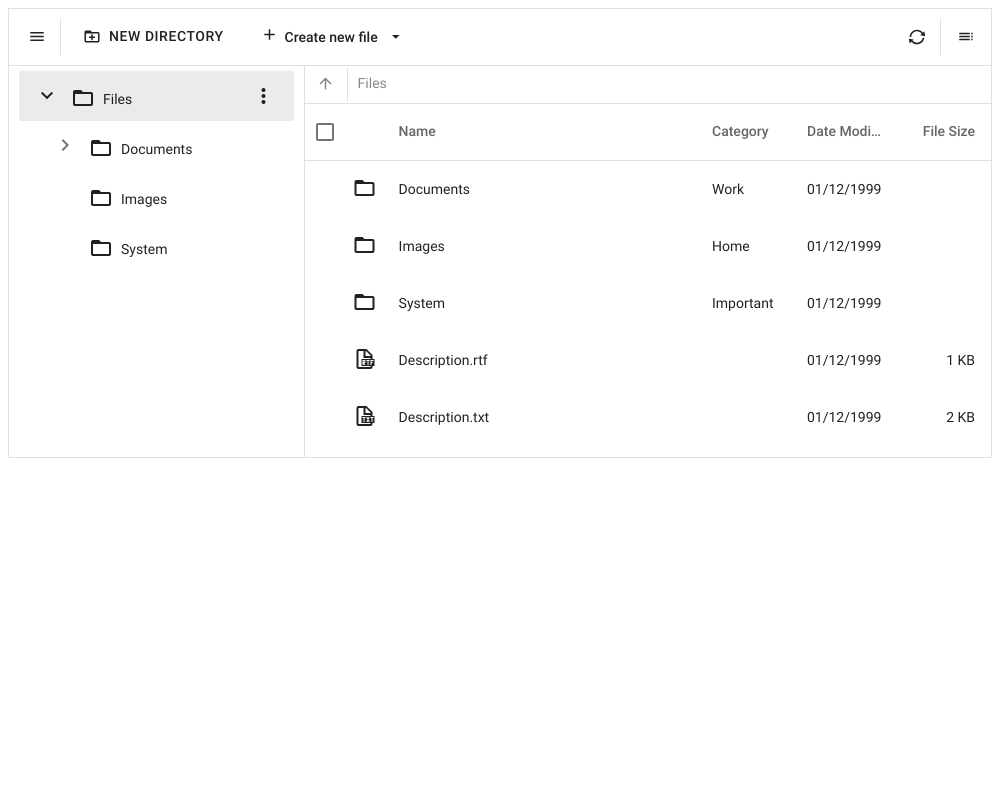 NEW DIRECTORY Create new file
Files
Documents
Images
System
Files
Name Category Date Modi... File Size
Documents Work 01/12/1999
Images Home 01/12/1999
System Important 01/12/1999
Description.rtf 01/12/1999 1 KB
Description.txt 01/12/1999 2 KB